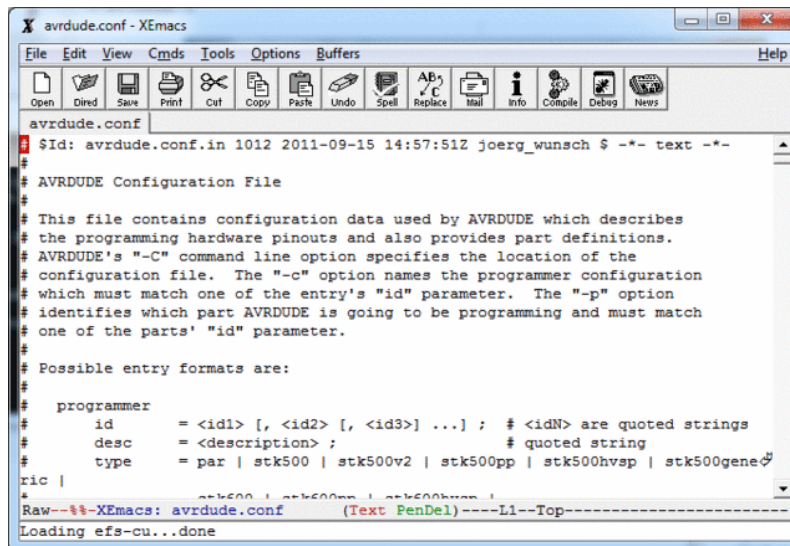 avrdude.conf - XEmacs
File Edit View Cmds Tools Options Buffers Help
Open Dired Save Print Cut Copy Paste Undo Spell Replace Mail Info Compile Debug News
avrdude.conf
# $Id: avrdude.conf.in 1012 2011-09-15 14:57:51Z joerg_wunsch $ -*- text -*-
#
# AVRDUDE Configuration File
#
# This file contains configuration data used by AVRDUDE which describes
# the programming hardware pinouts and also provides part definitions.
# AVRDUDE's "-C" command line option specifies the location of the
# configuration file.  The "-c" option names the programmer configuration
# which must match one of the entry's "id" parameter.  The "-p" option
# identifies which part AVRDUDE is going to be programming and must match
# one of the parts' "id" parameter.
#
# Possible entry formats are:
#
#   programmer
#       id       = <id1> [, <id2> [, <id3>] ...] ;  # <idN> are quoted strings
#       desc     = <description> ;                  # quoted string
#       type     = par | stk500 | stk500v2 | stk500pp | stk500hvsp | stk500gene
ric |
# stk600 | stk600pp | stk600hvsp |
Raw--%%-XEmacs: avrdude.conf      (Text PenDel)----L1--Top------------------------
Loading efs-cu...done